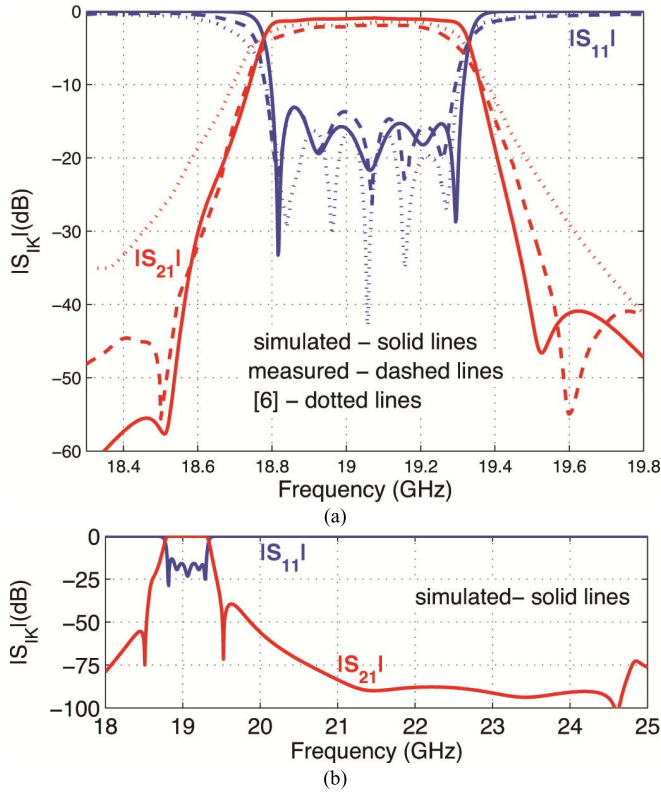 0
−10
−20
−30
−40
−50
−60
|S_IK|(dB)
|S11|
|S21|
simulated – solid lines
measured – dashed lines
[6] – dotted lines
18.4 18.6 18.8 19 19.2 19.4 19.6 19.8
Frequency (GHz)
(a)
0
−25
−50
−75
−100
|S_IK|(dB)
|S11|
simulated– solid lines
|S21|
18 19 20 21 22 23 24 25
Frequency (GHz)
(b)